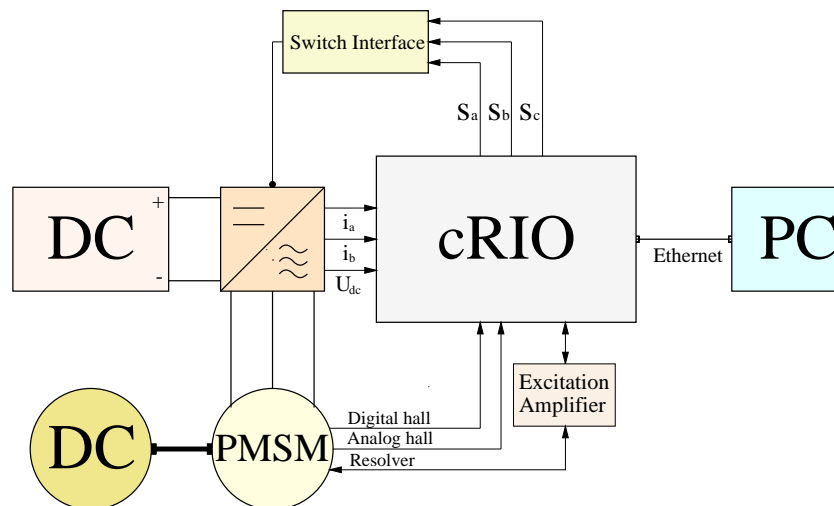 Switch Interface
Sa Sb Sc
DC
+
-
ia
ib
Udc
cRIO
Ethernet
PC
Excitation
Amplifier
DC
PMSM
Digital hall
Analog hall
Resolver